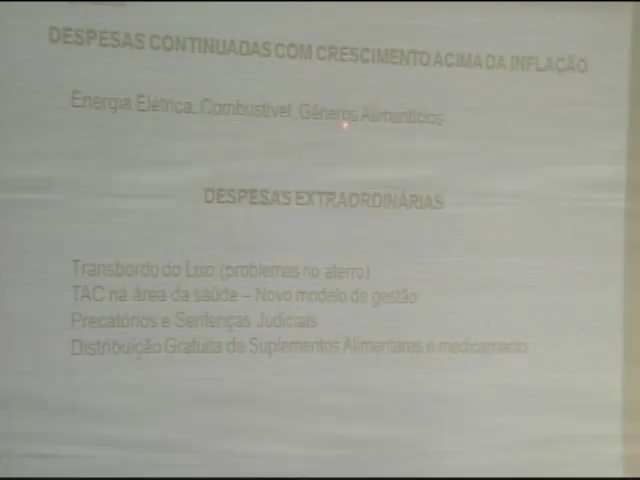 DESPESAS CONTINUADAS COM CRESCIMENTO ACIMA DA INFLAÇÃO
Energia Elétrica, Combustível, Gêneros Alimentícios
DESPESAS EXTRAORDINÁRIAS
Transbordo do Lixo (problemas no aterro)
TAC na área da saúde – Novo modelo de gestão
Precatórios e Sentenças Judiciais
Distribuição Gratuita de Suplementos Alimentares e medicamento